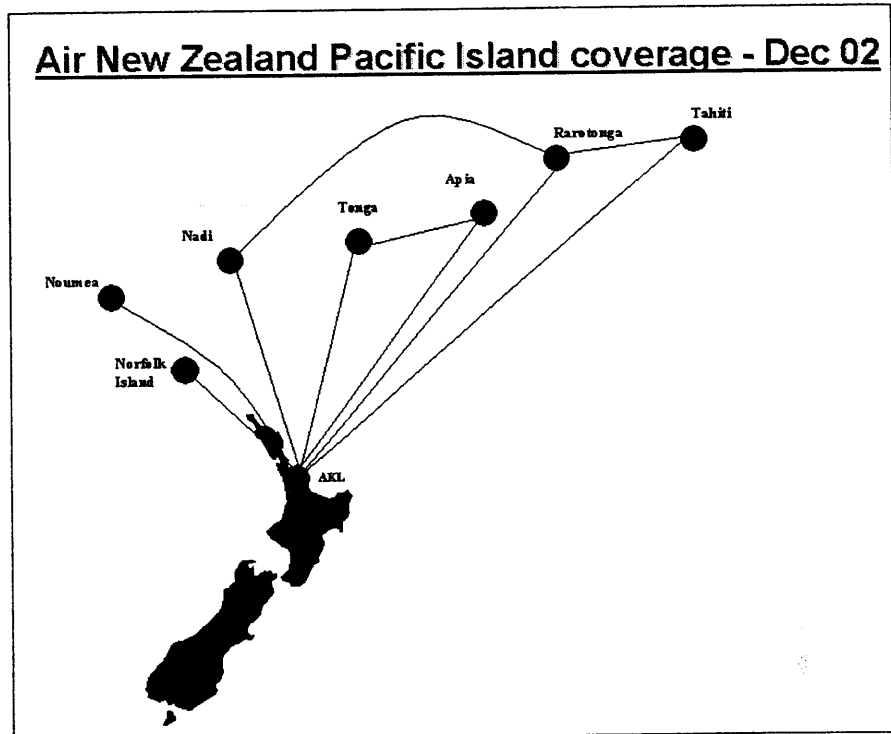 Air New Zealand Pacific Island coverage - Dec 02
Tahiti
Rarotonga
Apia
Tonga
Nadi
Noumea
Norfolk
Island
AKL